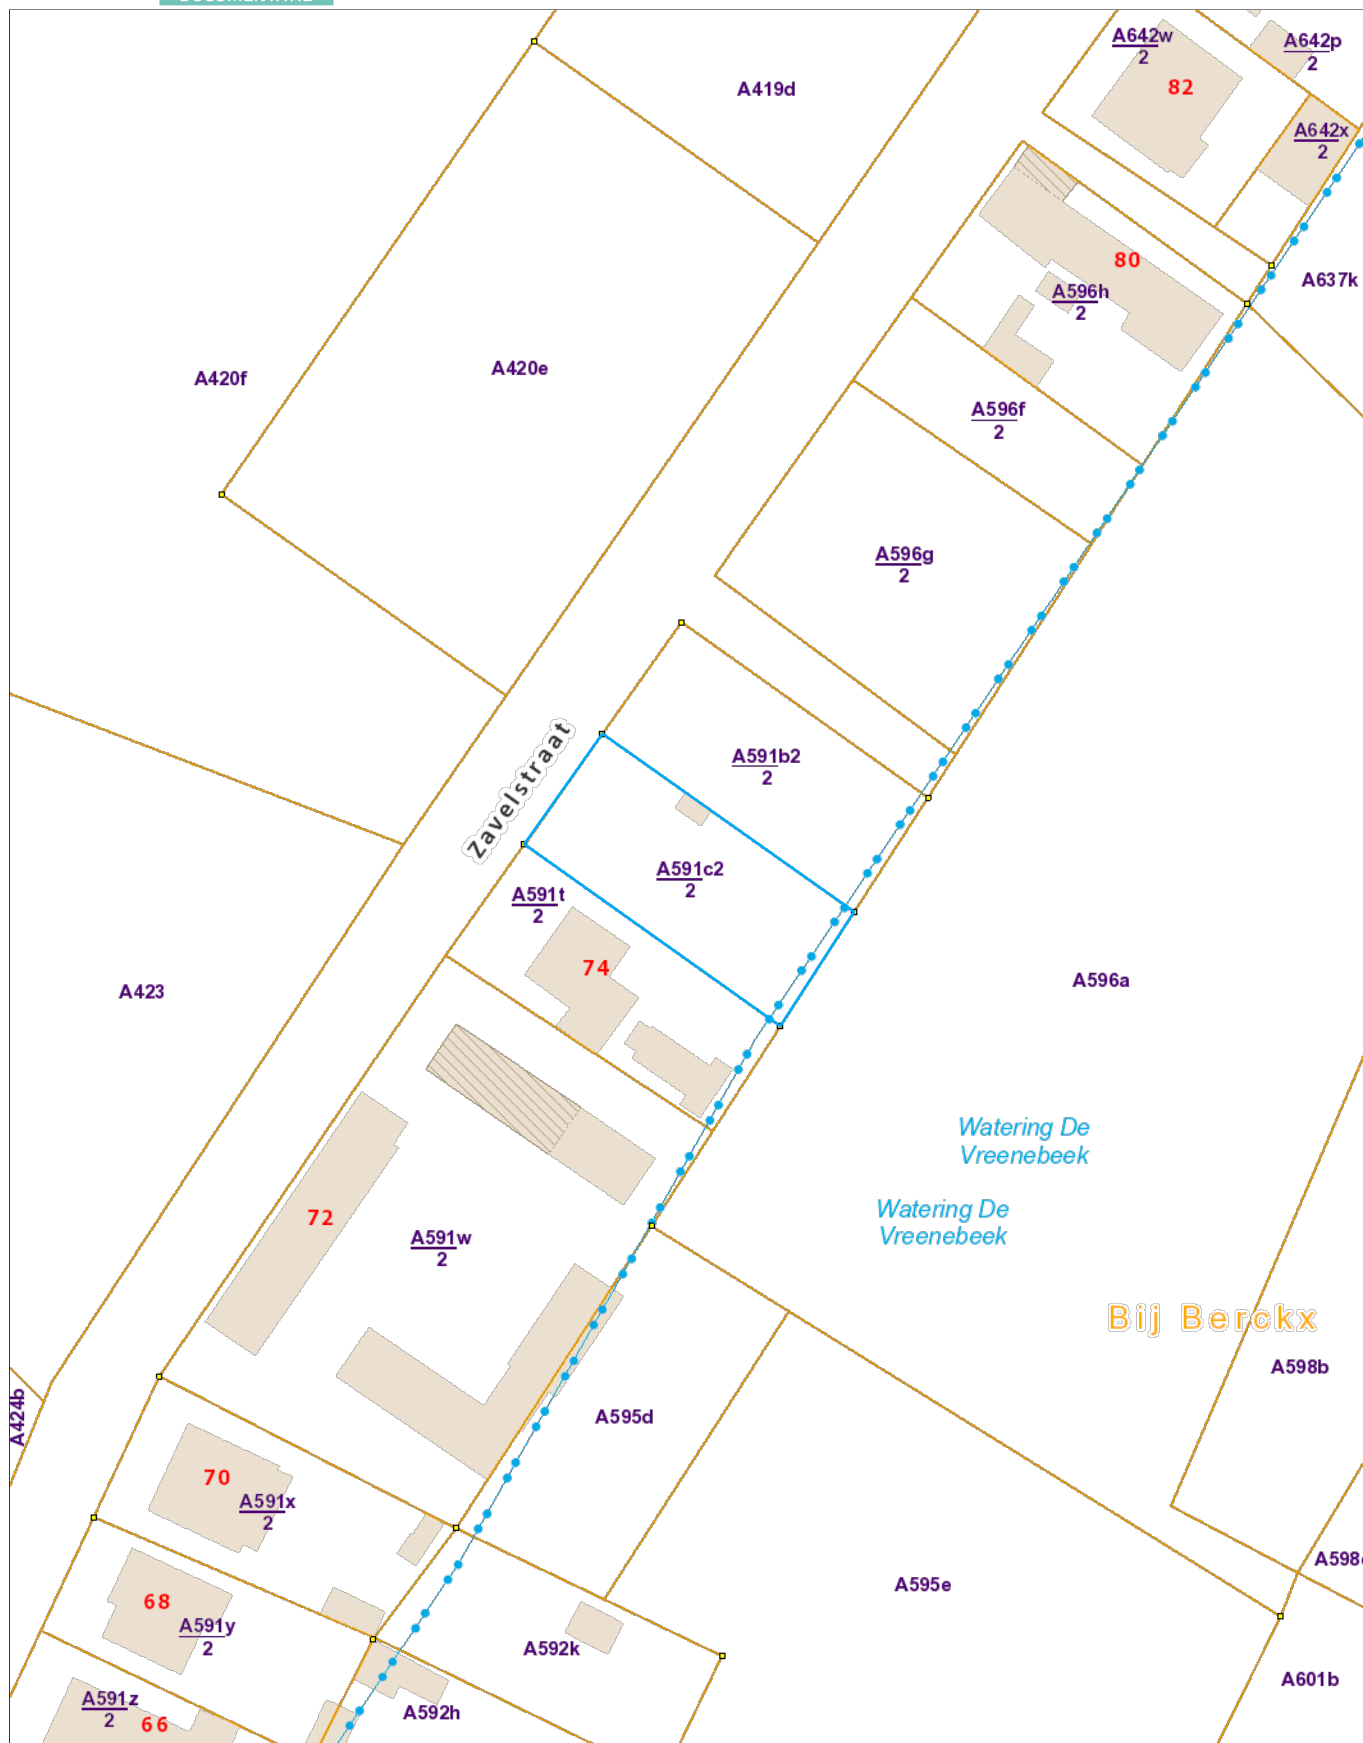 A642w
2
A642p
2
A419d
82
A642x
2
80
A637k
A596h
2
A420f
A420e
A596f
2
A596g
2
Zavelstraat
A591b2
2
A591c2
2
A591t
2
74
A423
A596a
Watering De
Vreenebeek
72
Watering De
Vreenebeek
A591w
2
Bij Berckx
A598b
A424b
A595d
70
A591x
2
A598
A595e
68
A591y
2
A592k
A601b
A591z
2
66
A592h